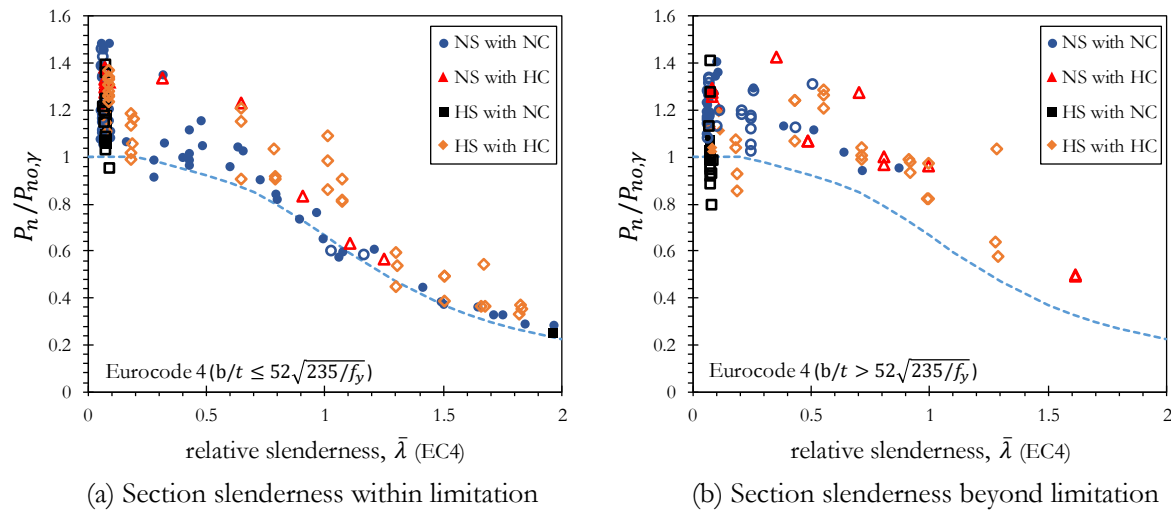 1.6
1.4
1.2
1
0.8
0.6
0.4
0.2
0
P_n/P_{no,γ}
NS with NC
NS with HC
HS with NC
HS with HC
Eurocode 4 (b/t ≤ 52√235/f_y)
0
0.5
1
1.5
2
relative slenderness, λ̄ (EC4)
(a) Section slenderness within limitation
1.6
1.4
1.2
1
0.8
0.6
0.4
0.2
0
P_n/P_{no,γ}
NS with NC
NS with HC
HS with NC
HS with HC
Eurocode 4 (b/t > 52√235/f_y)
0
0.5
1
1.5
2
relative slenderness, λ̄ (EC4)
(b) Section slenderness beyond limitation